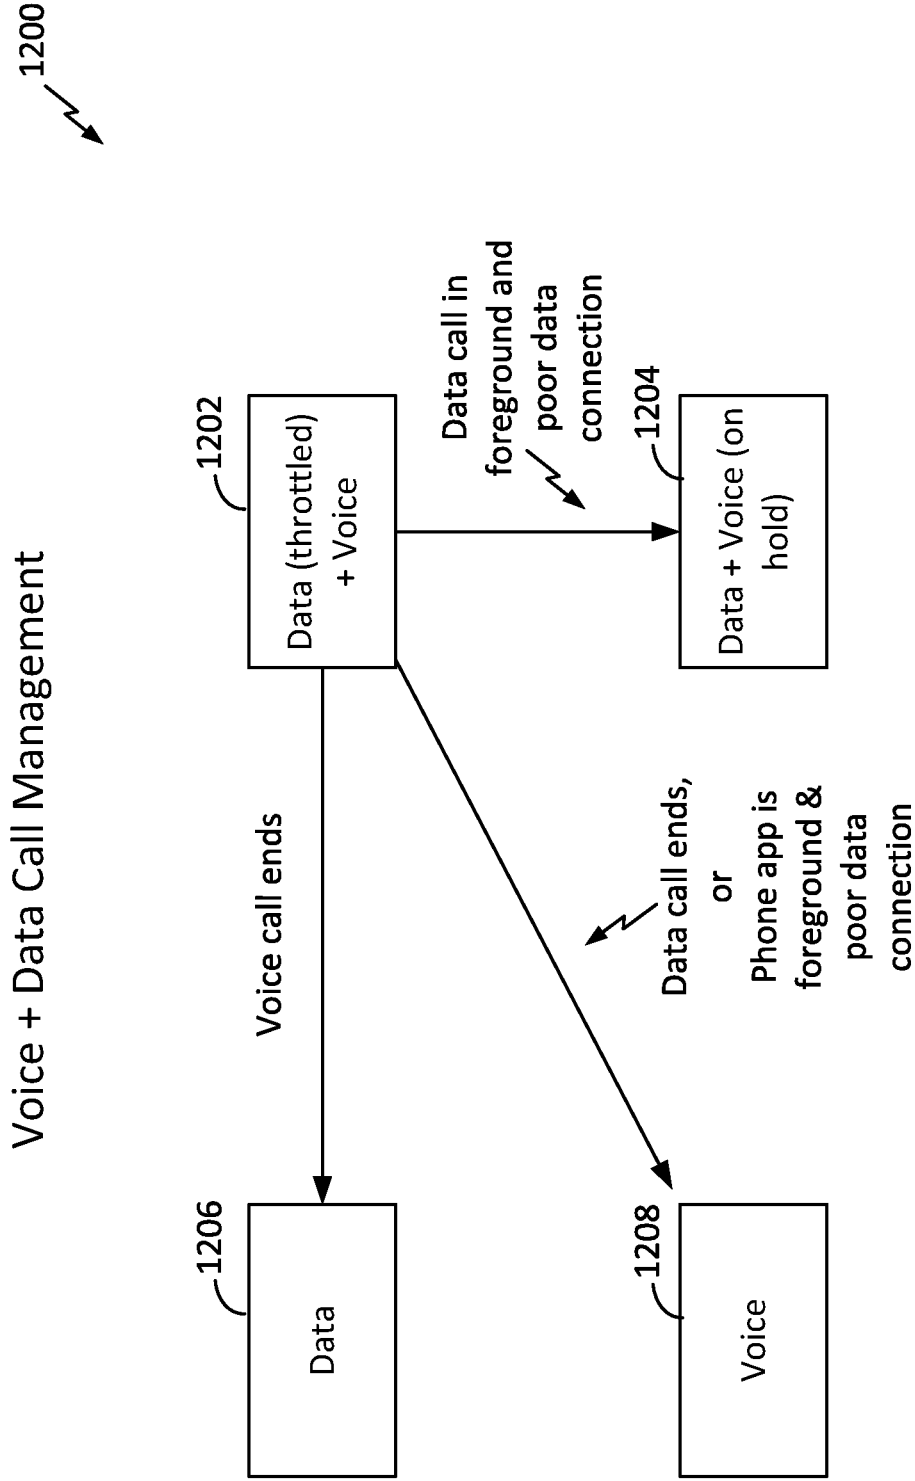 Voice + Data Call Management
1200
1206
Data
Voice call ends
1202
Data (throttled)
+ Voice
Data call in
foreground and
poor data
connection
1208
Voice
Data call ends,
or
Phone app is
foreground &
poor data
connection
1204
Data + Voice (on
hold)